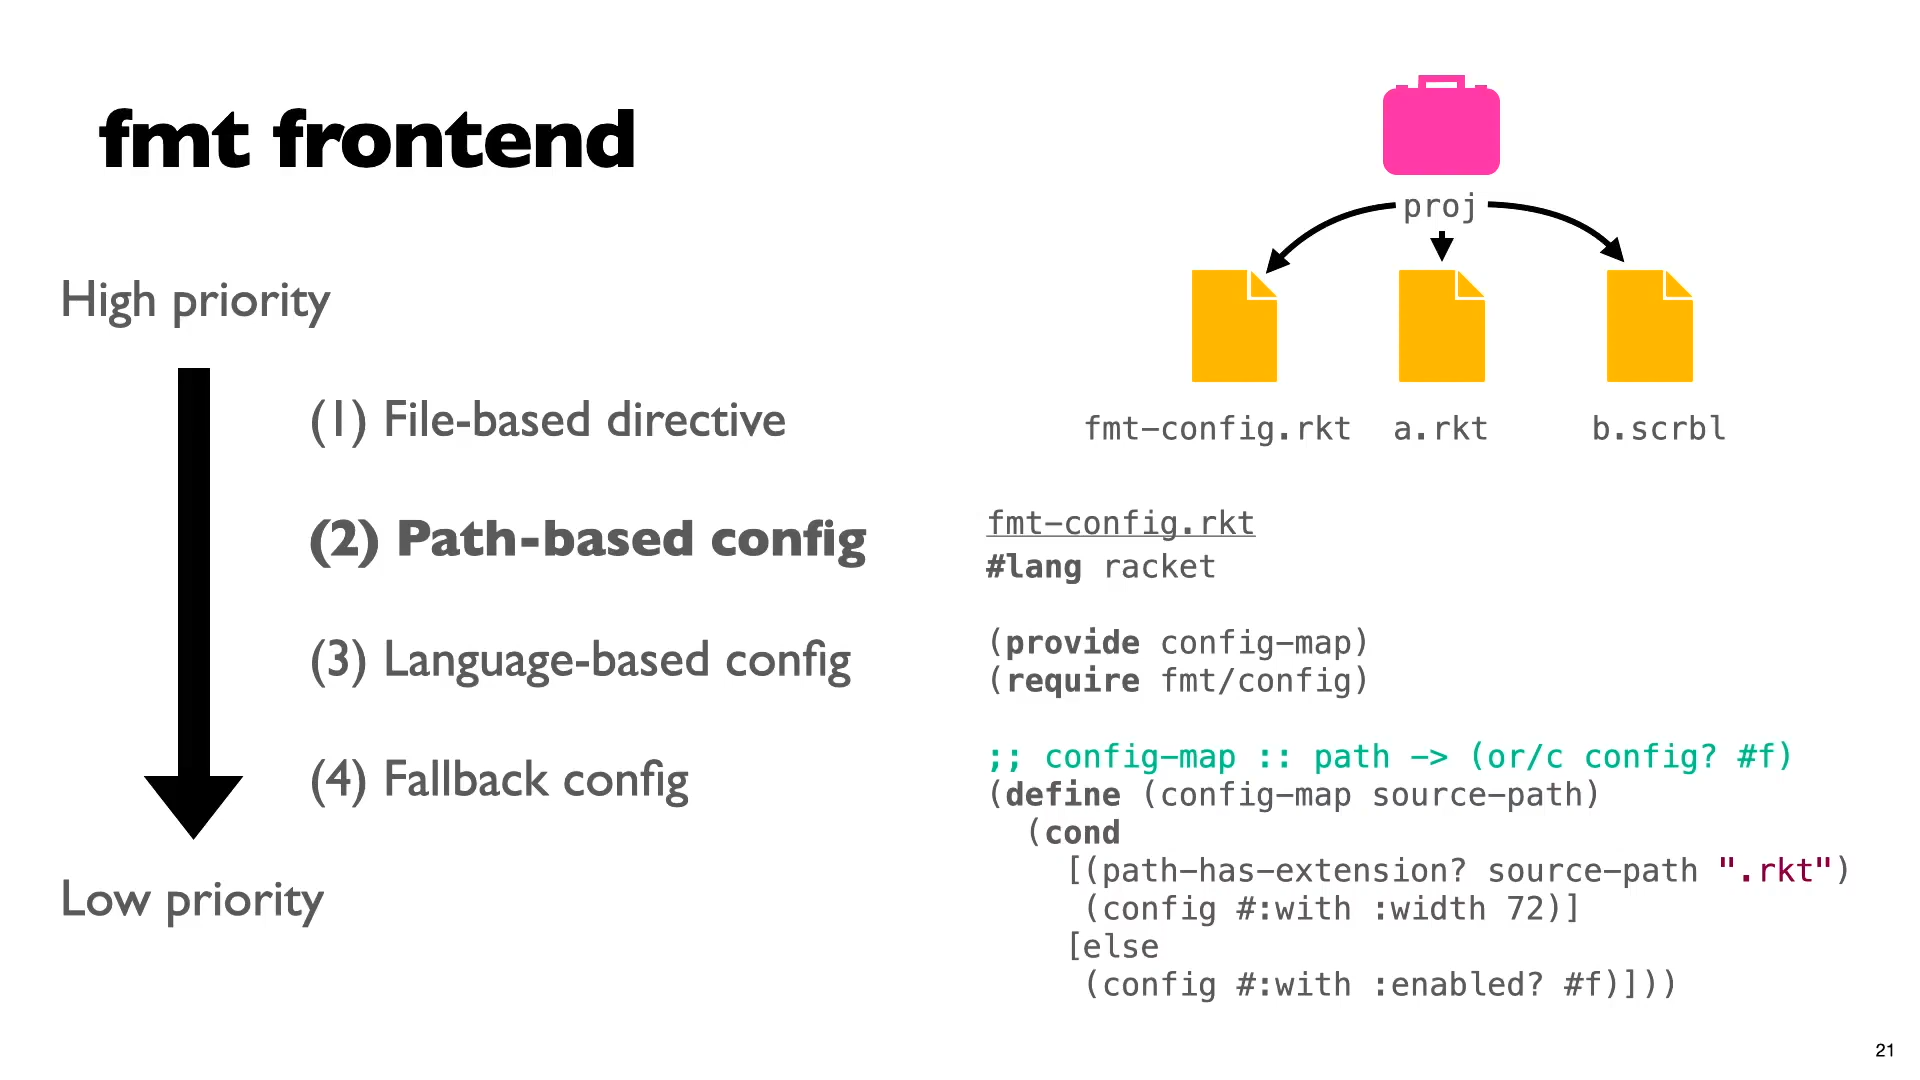 fmt frontend
High priority
(1) File-based directive
(2) Path-based config
(3) Language-based config
(4) Fallback config
Low priority
proj
fmt-config.rkt
a.rkt
b.scrbl
fmt-config.rkt
#lang racket
(provide config-map)
(require fmt/config)
;; config-map :: path -> (or/c config? #f)
(define (config-map source-path)
(cond
[(path-has-extension? source-path ".rkt")
(config #:with :width 72)]
[else
(config #:with :enabled? #f)]))
21